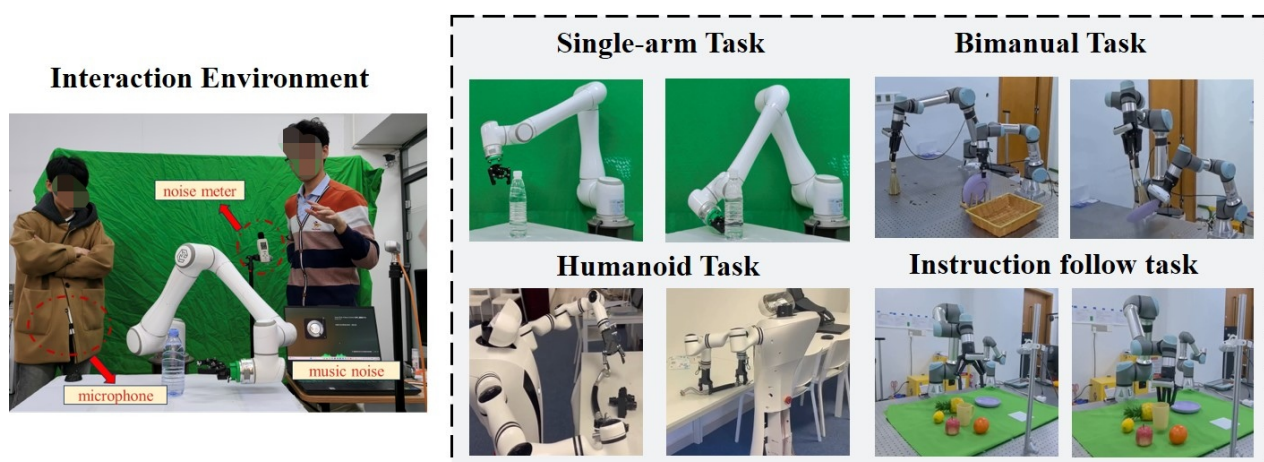 Interaction Environment
noise meter
music noise
microphone
Single-arm Task
Bimanual Task
Humanoid Task
Instruction follow task